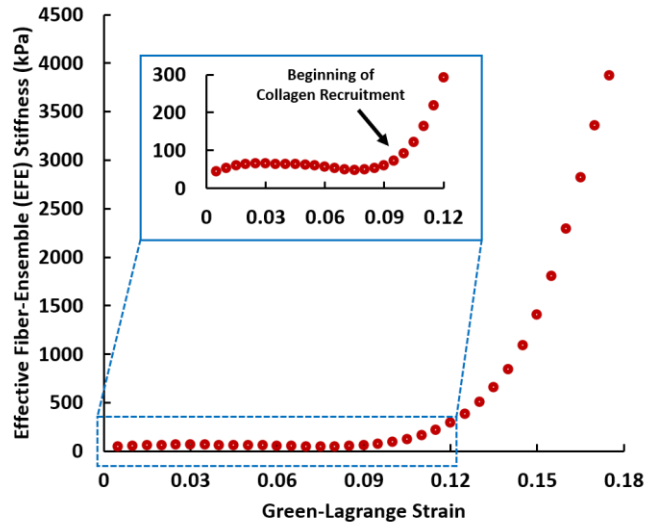 Effective Fiber-Ensemble (EFE) Stiffness (kPa)
4500
4000
3500
3000
2500
2000
1500
1000
500
0
300
200
100
0
Beginning of
Collagen Recruitment
0 0.03 0.06 0.09 0.12
0 0.03 0.06 0.09 0.12 0.15 0.18
Green-Lagrange Strain